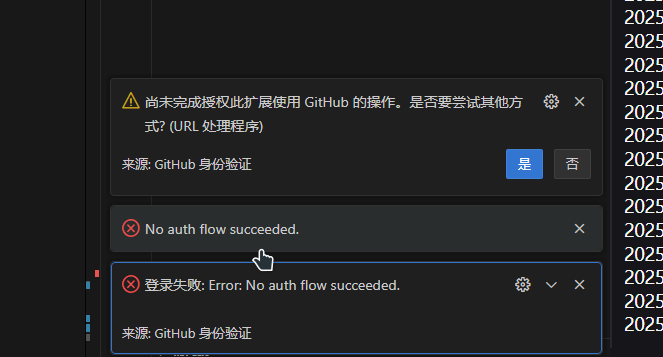 2025
2025
2025
2025
2025
尚未完成授权此扩展使用 GitHub 的操作。是否要尝试其他方
式? (URL 处理程序)
来源: GitHub 身份验证
是
否
2025
2025
2025
No auth flow succeeded.
2025
2025
2025
登录失败: Error: No auth flow succeeded.
2025
2025
来源: GitHub 身份验证
2025